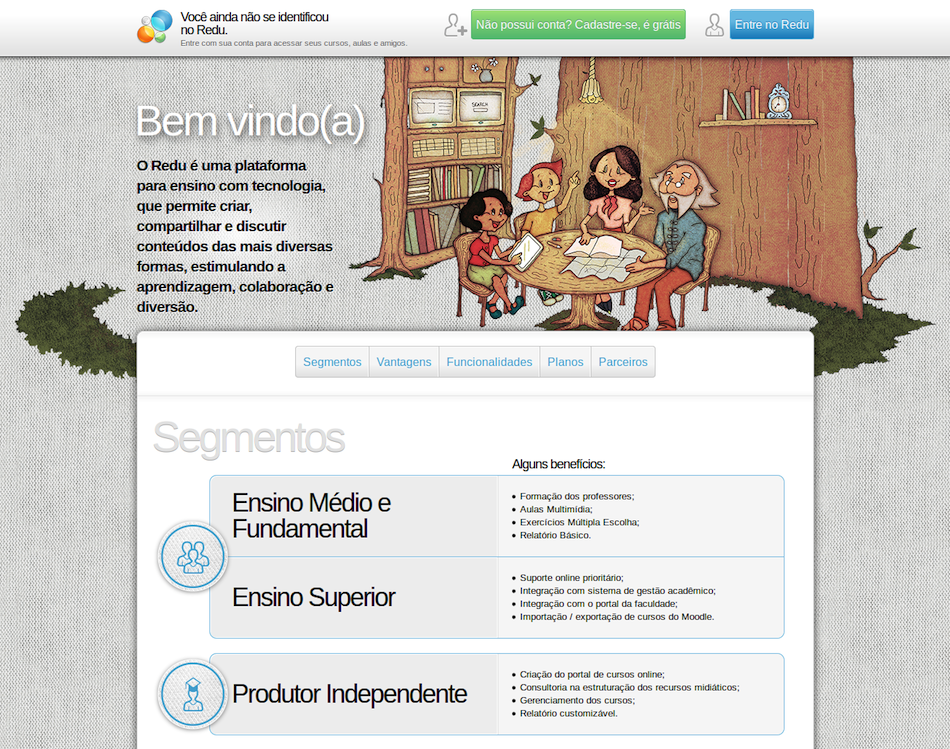 Você ainda não se identificou
no Redu.
Entre com sua conta para acessar seus cursos, aulas e amigos.
Não possui conta? Cadastre-se, é grátis
Entre no Redu
SEARCH
Bem vindo(a)
O Redu é uma plataforma
para ensino com tecnologia,
que permite criar,
compartilhar e discutir
conteúdos das mais diversas
formas, estimulando a
aprendizagem, colaboração e
diversão.
Segmentos
Vantagens
Funcionalidades
Planos
Parceiros
Segmentos
Alguns benefícios:
Ensino Médio e
Fundamental
• Formação dos professores;
• Aulas Multimídia;
• Exercícios Múltipla Escolha;
• Relatório Básico.
Ensino Superior
• Suporte online prioritário;
• Integração com sistema de gestão acadêmico;
• Integração com o portal da faculdade;
• Importação / exportação de cursos do Moodle.
Produtor Independente
• Criação do portal de cursos online;
• Consultoria na estruturação dos recursos midiáticos;
• Gerenciamento dos cursos;
• Relatório customizável.